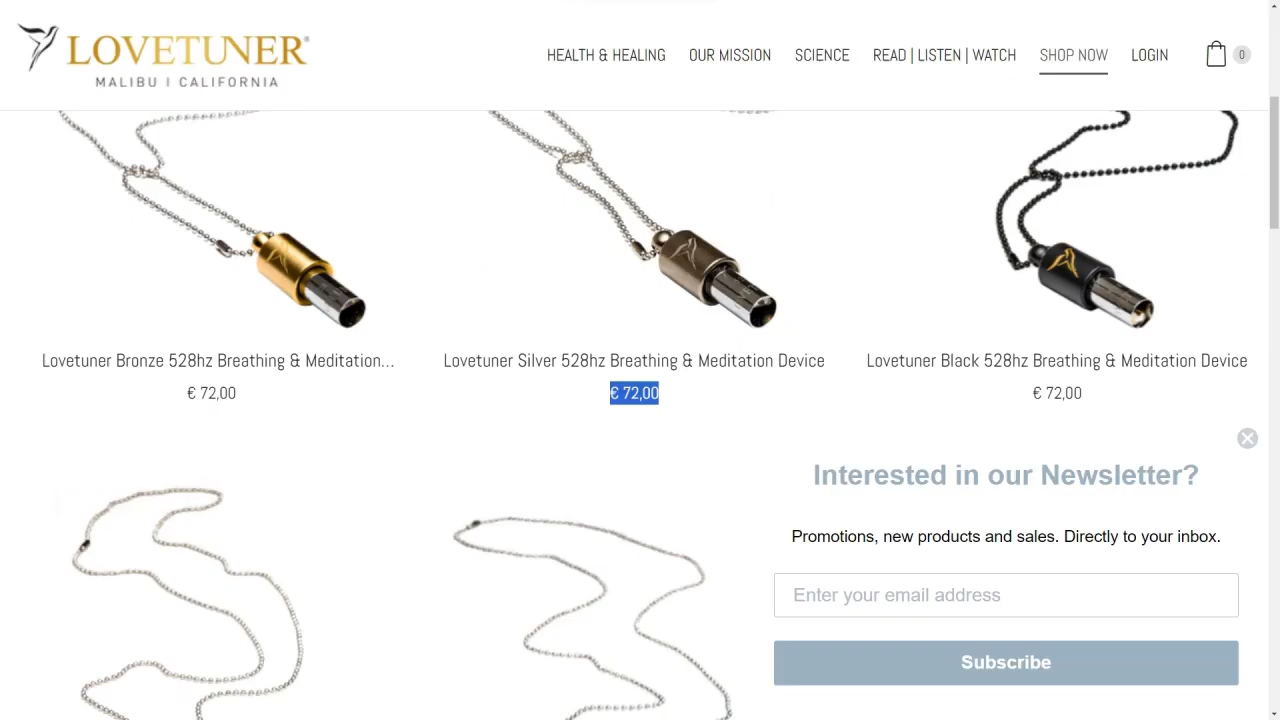 LOVETUNER®
MALIBU | CALIFORNIA
HEALTH & HEALING
OUR MISSION
SCIENCE
READ | LISTEN | WATCH
SHOP NOW
LOGIN
0
Lovetuner Bronze 528hz Breathing & Meditation...
€ 72,00
Lovetuner Silver 528hz Breathing & Meditation Device
€ 72,00
Lovetuner Black 528hz Breathing & Meditation Device
€ 72,00
Interested in our Newsletter?
Promotions, new products and sales. Directly to your inbox.
Enter your email address
Subscribe